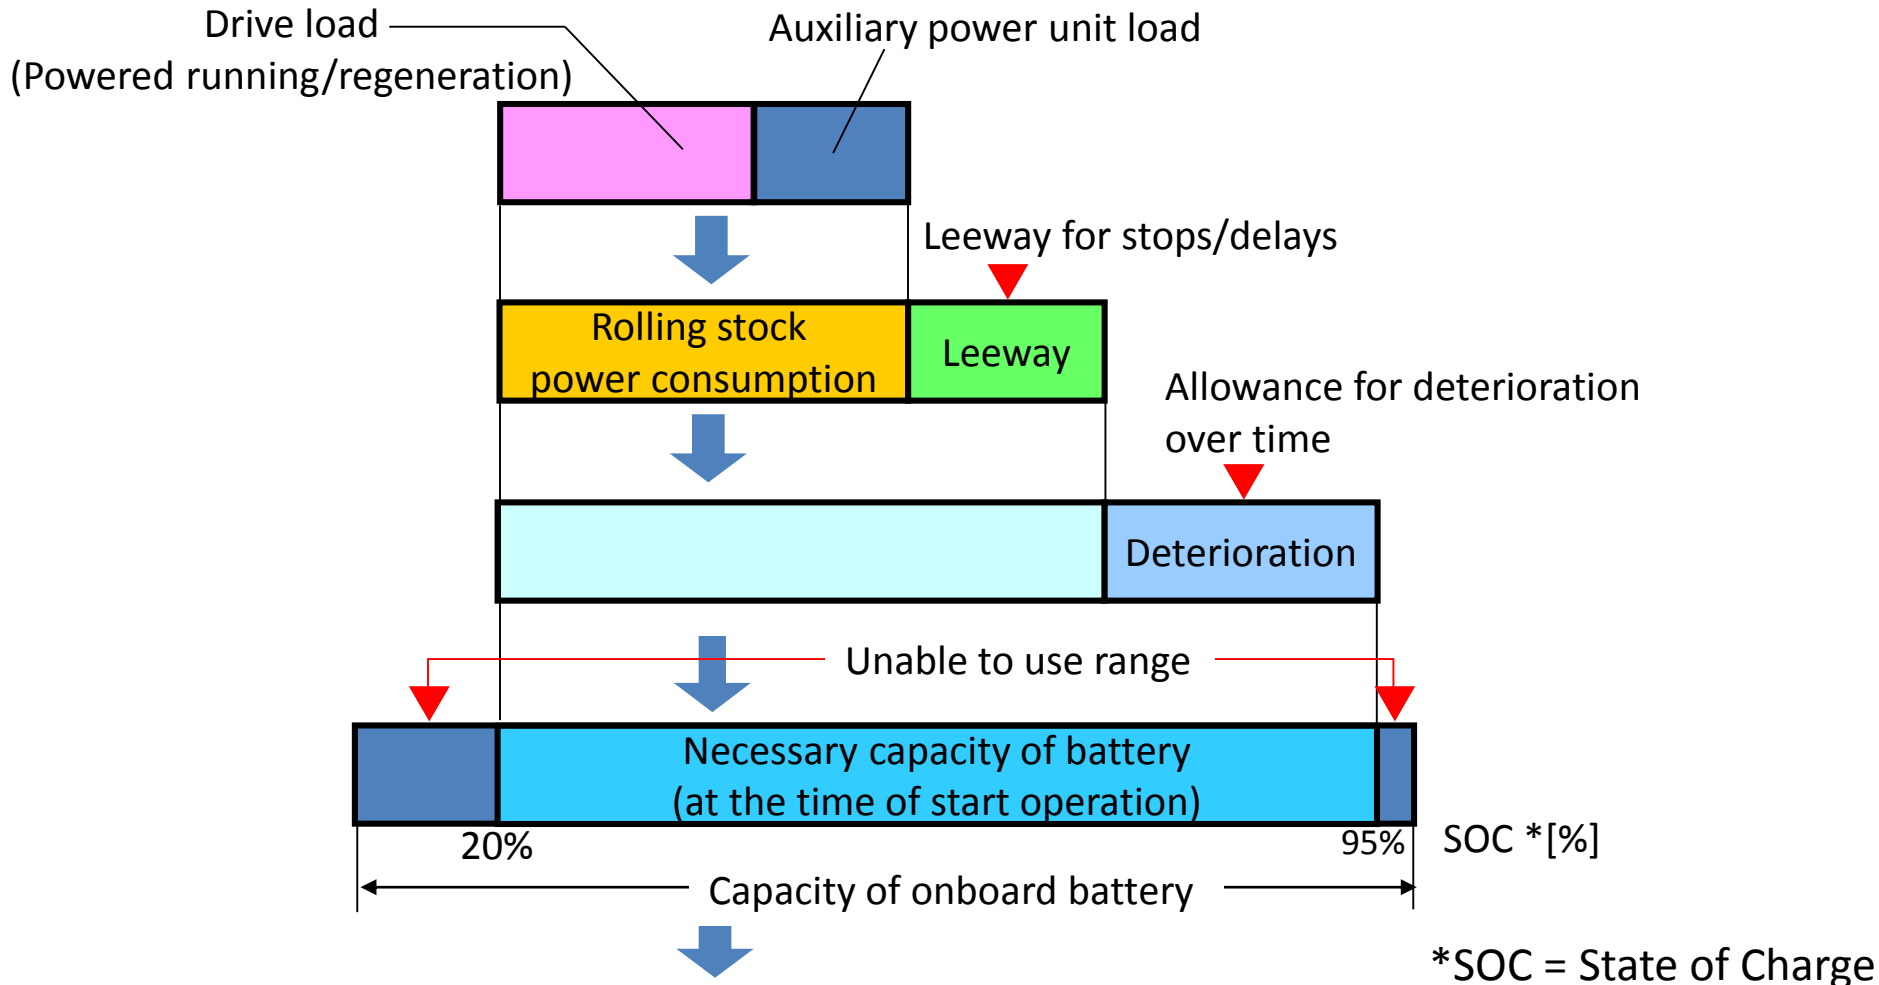 Drive load
(Powered running/regeneration)
Auxiliary power unit load
Leeway for stops/delays
Rolling stock
power consumption
Leeway
Allowance for deterioration
over time
Deterioration
Unable to use range
Necessary capacity of battery
(at the time of start operation)
20%
95%
SOC *[%]
Capacity of onboard battery
*SOC = State of Charge